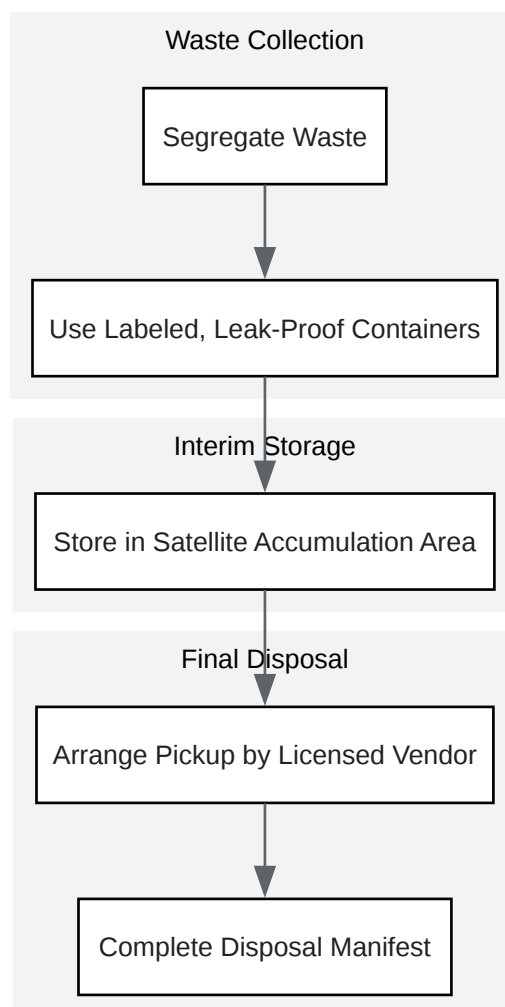 Waste Collection
Segregate Waste
Use Labeled, Leak-Proof Containers
Interim Storage
Store in Satellite Accumulation Area
Final Disposal
Arrange Pickup by Licensed Vendor
Complete Disposal Manifest